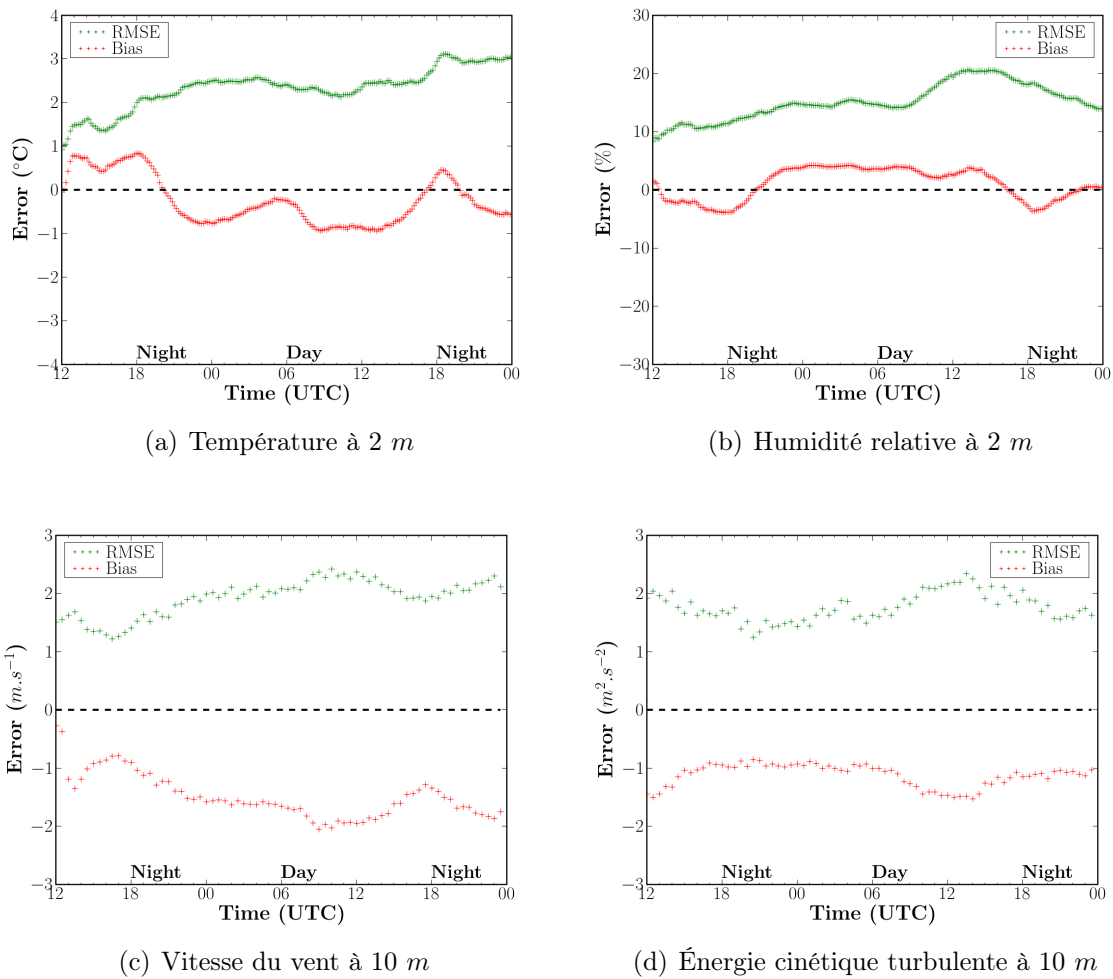 4
3
2
1
0
−1
−2
−3
−4
Error (°C)
RMSE
Bias
Night Day Night
12 18 00 06 12 18 00
Time (UTC)
(a) Température à 2 m
30
20
10
0
−10
−20
−30
Error (%)
RMSE
Bias
Night Day Night
12 18 00 06 12 18 00
Time (UTC)
(b) Humidité relative à 2 m
3
2
1
0
−1
−2
−3
Error (m.s⁻¹)
RMSE
Bias
Night Day Night
12 18 00 06 12 18 00
Time (UTC)
(c) Vitesse du vent à 10 m
3
2
1
0
−1
−2
−3
Error (m².s⁻²)
RMSE
Bias
Night Day Night
12 18 00 06 12 18 00
Time (UTC)
(d) Énergie cinétique turbulente à 10 m